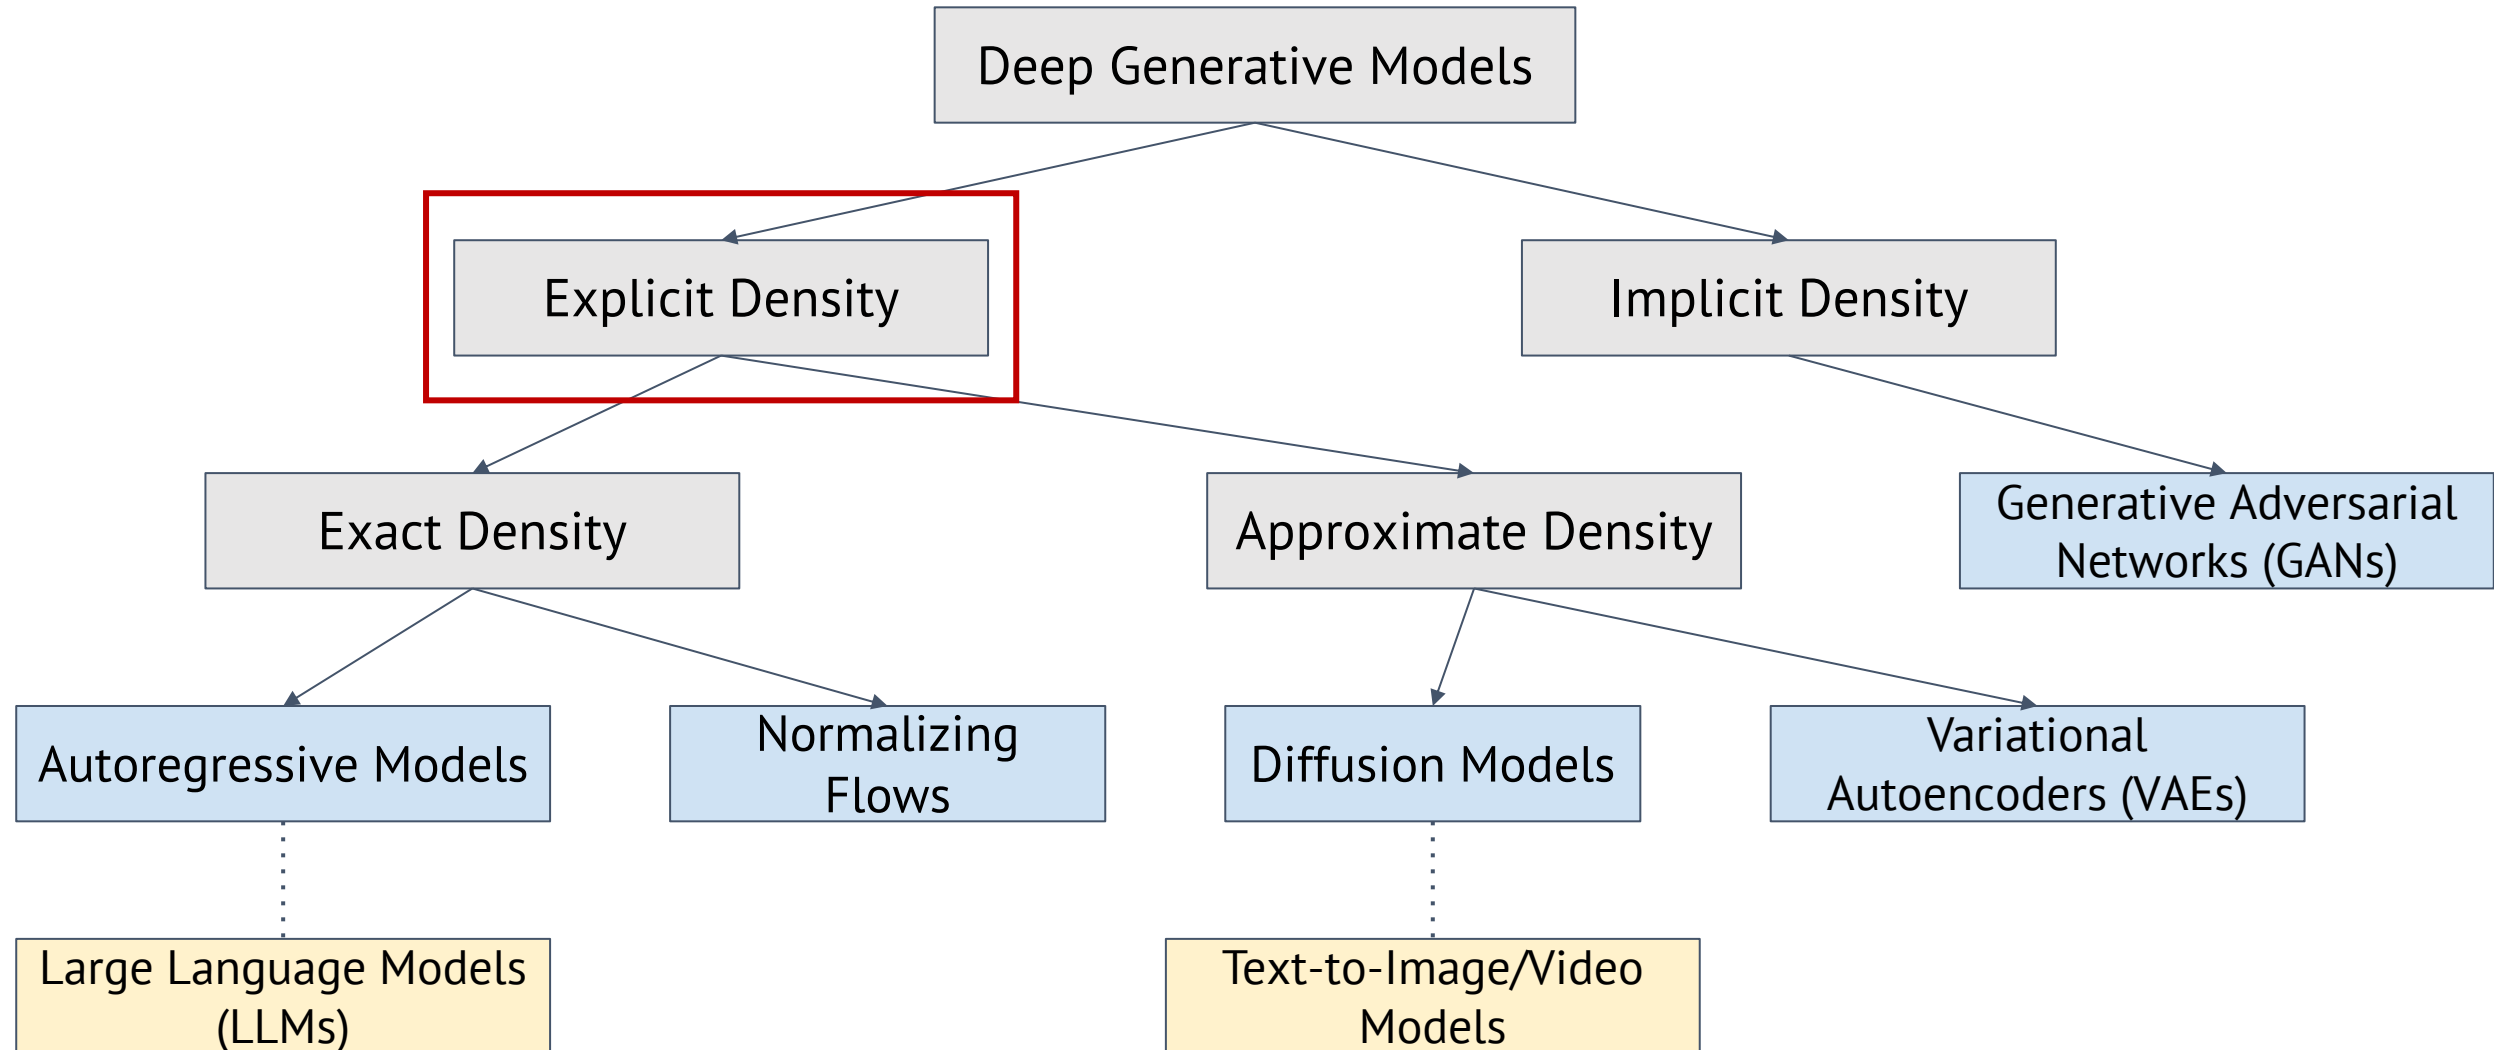 Deep Generative Models
Explicit Density
Implicit Density
Exact Density
Approximate Density
Generative Adversarial
Networks (GANs)
Autoregressive Models
Normalizing
Flows
Diffusion Models
Variational
Autoencoders (VAEs)
Large Language Models
(LLMs)
Text-to-Image/Video
Models